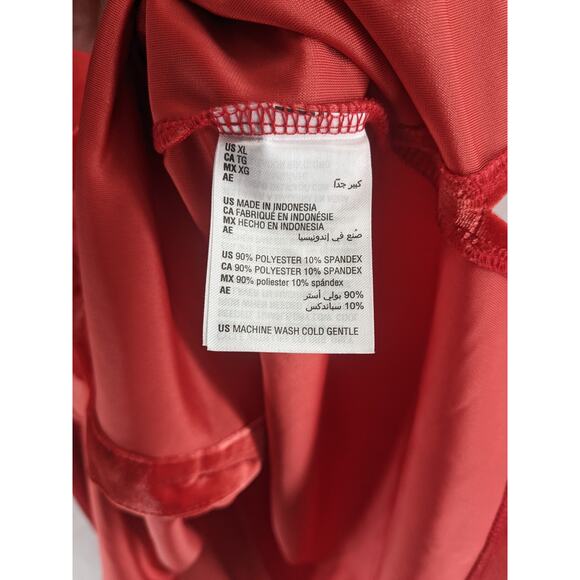 US XL
CA TG
MX XG
AE
كبير جدًا
US MADE IN INDONESIA
CA FABRIQUÉ EN INDONÉSIE
MX HECHO EN INDONESIA
AE
صُنع في إندونيسيا
US 90% POLYESTER 10% SPANDEX
CA 90% POLYESTER 10% SPANDEX
MX 90% poliester 10% spándex
AE
90% بولي أستر
10% سباندكس
US MACHINE WASH COLD GENTLE